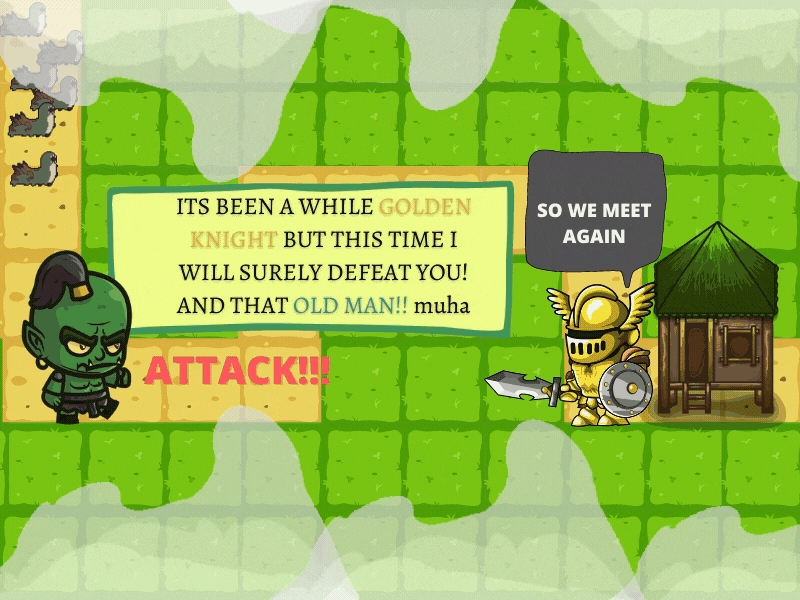 ITS BEEN A WHILE GOLDEN
KNIGHT BUT THIS TIME I
WILL SURELY DEFEAT YOU!
AND THAT OLD MAN!! muha
ATTACK!!!
SO WE MEET
AGAIN